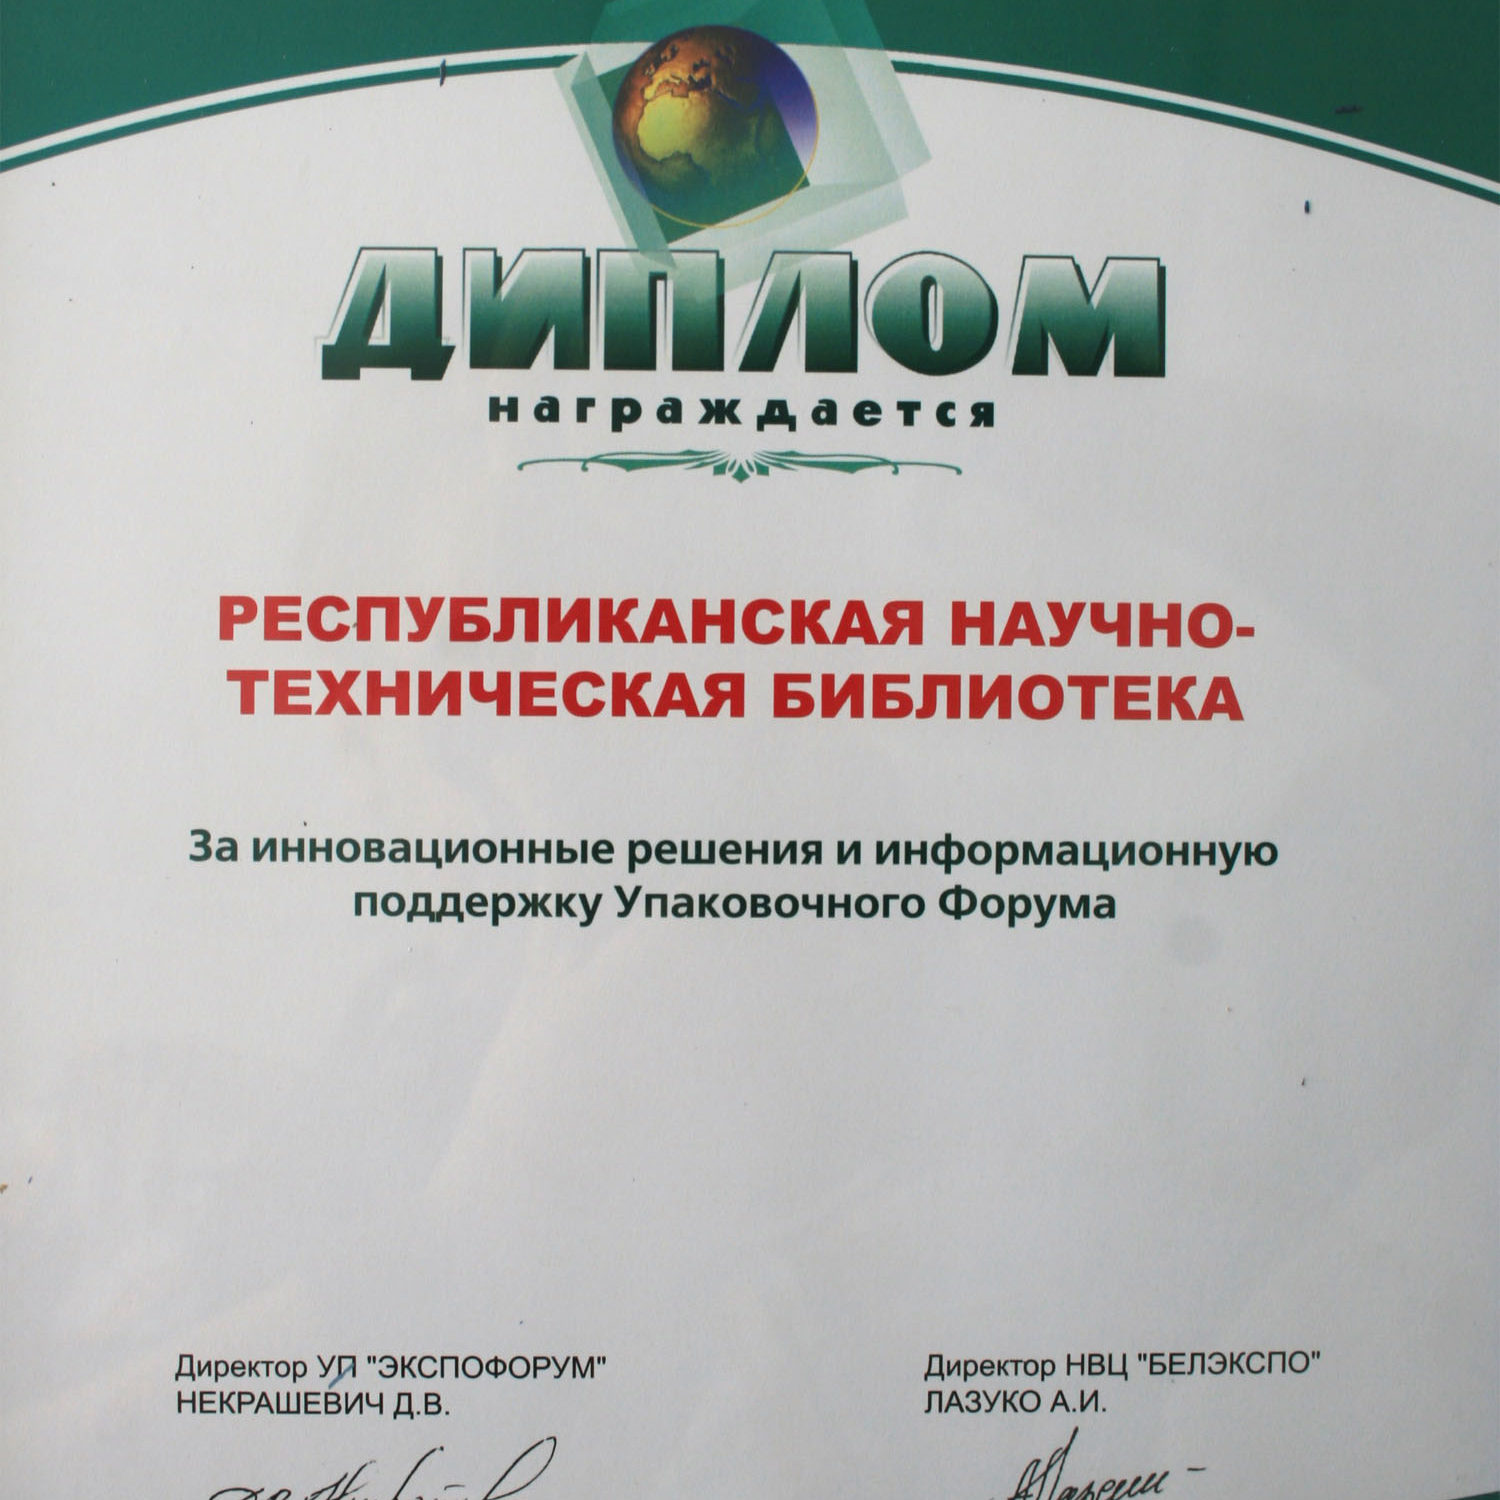 ДИПЛОМ
награждается
РЕСПУБЛИКАНСКАЯ НАУЧНО-
ТЕХНИЧЕСКАЯ БИБЛИОТЕКА
За инновационные решения и информационную
поддержку Упаковочного Форума
Директор УП "ЭКСПОФОРУМ"
НЕКРАШЕВИЧ Д.В.
Директор НВЦ "БЕЛЭКСПО"
ЛАЗУКО А.И.